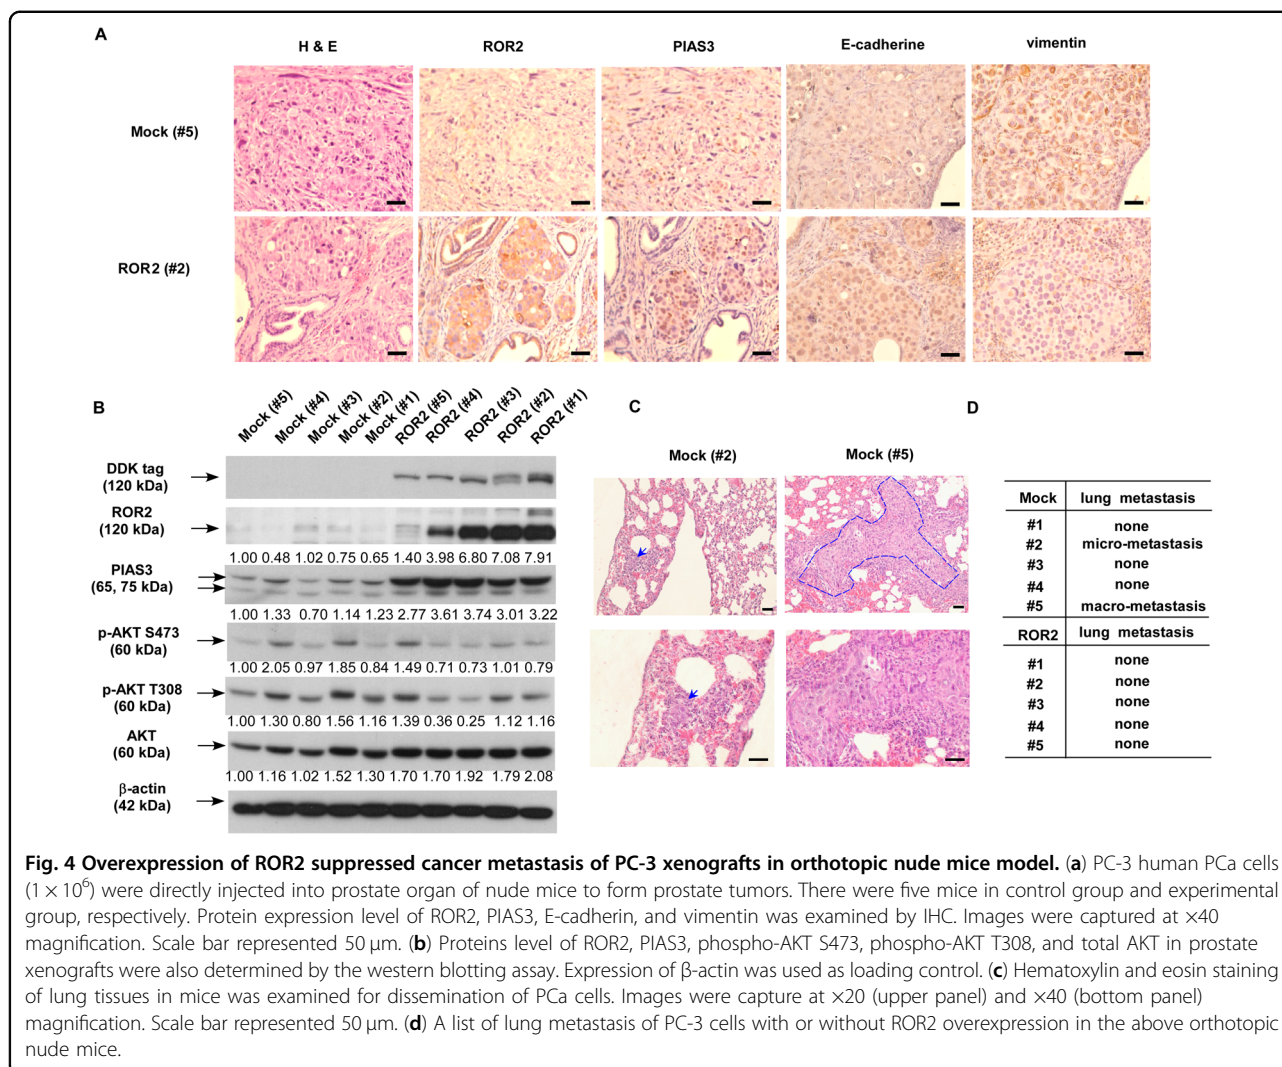 A
H & E
ROR2
PIAS3
E-cadherine
vimentin
Mock (#5)
ROR2 (#2)
B
Mock (#5)
Mock (#4)
Mock (#3)
Mock (#2)
Mock (#1)
ROR2 (#5)
ROR2 (#4)
ROR2 (#3)
ROR2 (#2)
ROR2 (#1)
DDK tag
(120 kDa)
ROR2
(120 kDa)
1.00 0.48 1.02 0.75 0.65 1.40 3.98 6.80 7.08 7.91
PIAS3
(65, 75 kDa)
1.00 1.33 0.70 1.14 1.23 2.77 3.61 3.74 3.01 3.22
p-AKT S473
(60 kDa)
1.00 2.05 0.97 1.85 0.84 1.49 0.71 0.73 1.01 0.79
p-AKT T308
(60 kDa)
1.00 1.30 0.80 1.56 1.16 1.39 0.36 0.25 1.12 1.16
AKT
(60 kDa)
1.00 1.16 1.02 1.52 1.30 1.70 1.70 1.92 1.79 2.08
β-actin
(42 kDa)
C
Mock (#2)
Mock (#5)
D
Mock lung metastasis
#1 none
#2 micro-metastasis
#3 none
#4 none
#5 macro-metastasis
ROR2 lung metastasis
#1 none
#2 none
#3 none
#4 none
#5 none
Fig. 4 Overexpression of ROR2 suppressed cancer metastasis of PC-3 xenografts in orthotopic nude mice model. (a) PC-3 human PCa cells
(1 × 10⁶) were directly injected into prostate organ of nude mice to form prostate tumors. There were five mice in control group and experimental
group, respectively. Protein expression level of ROR2, PIAS3, E-cadherin, and vimentin was examined by IHC. Images were captured at ×40
magnification. Scale bar represented 50 μm. (b) Proteins level of ROR2, PIAS3, phospho-AKT S473, phospho-AKT T308, and total AKT in prostate
xenografts were also determined by the western blotting assay. Expression of β-actin was used as loading control. (c) Hematoxylin and eosin staining
of lung tissues in mice was examined for dissemination of PCa cells. Images were capture at ×20 (upper panel) and ×40 (bottom panel)
magnification. Scale bar represented 50 μm. (d) A list of lung metastasis of PC-3 cells with or without ROR2 overexpression in the above orthotopic
nude mice.